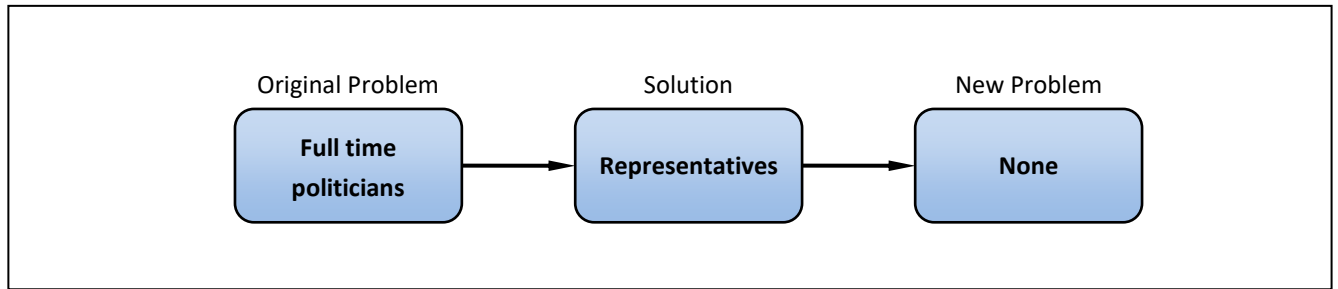 Original Problem
Solution
New Problem
Full time
politicians
Representatives
None